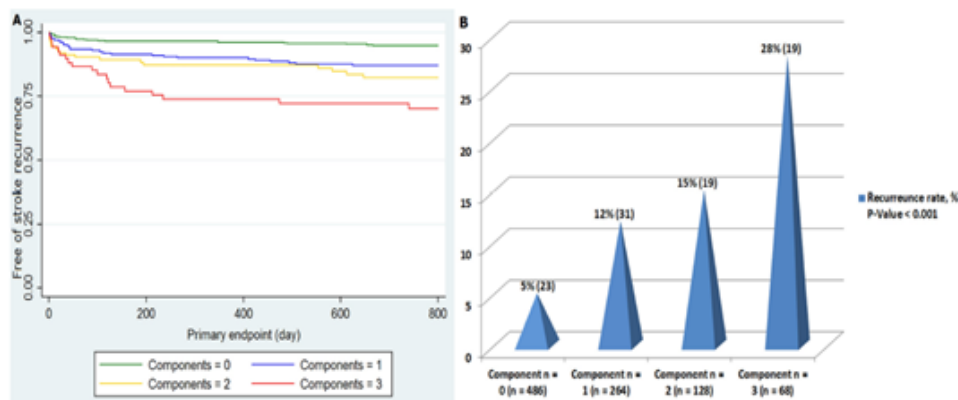 A
Free of stroke recurrence
0.00 0.25 0.50 0.75 1.00
0 200 400 600 800
Primary endpoint (day)
Components = 0 Components = 1
Components = 2 Components = 3
B
30
25
20
15
10
5
0
5% (23)
12% (31)
15% (19)
28% (19)
Component n = 0 (n = 486)
Component n = 1 (n = 264)
Component n = 2 (n = 128)
Component n = 3 (n = 68)
Recurreunce rate, %
P-Value < 0.001